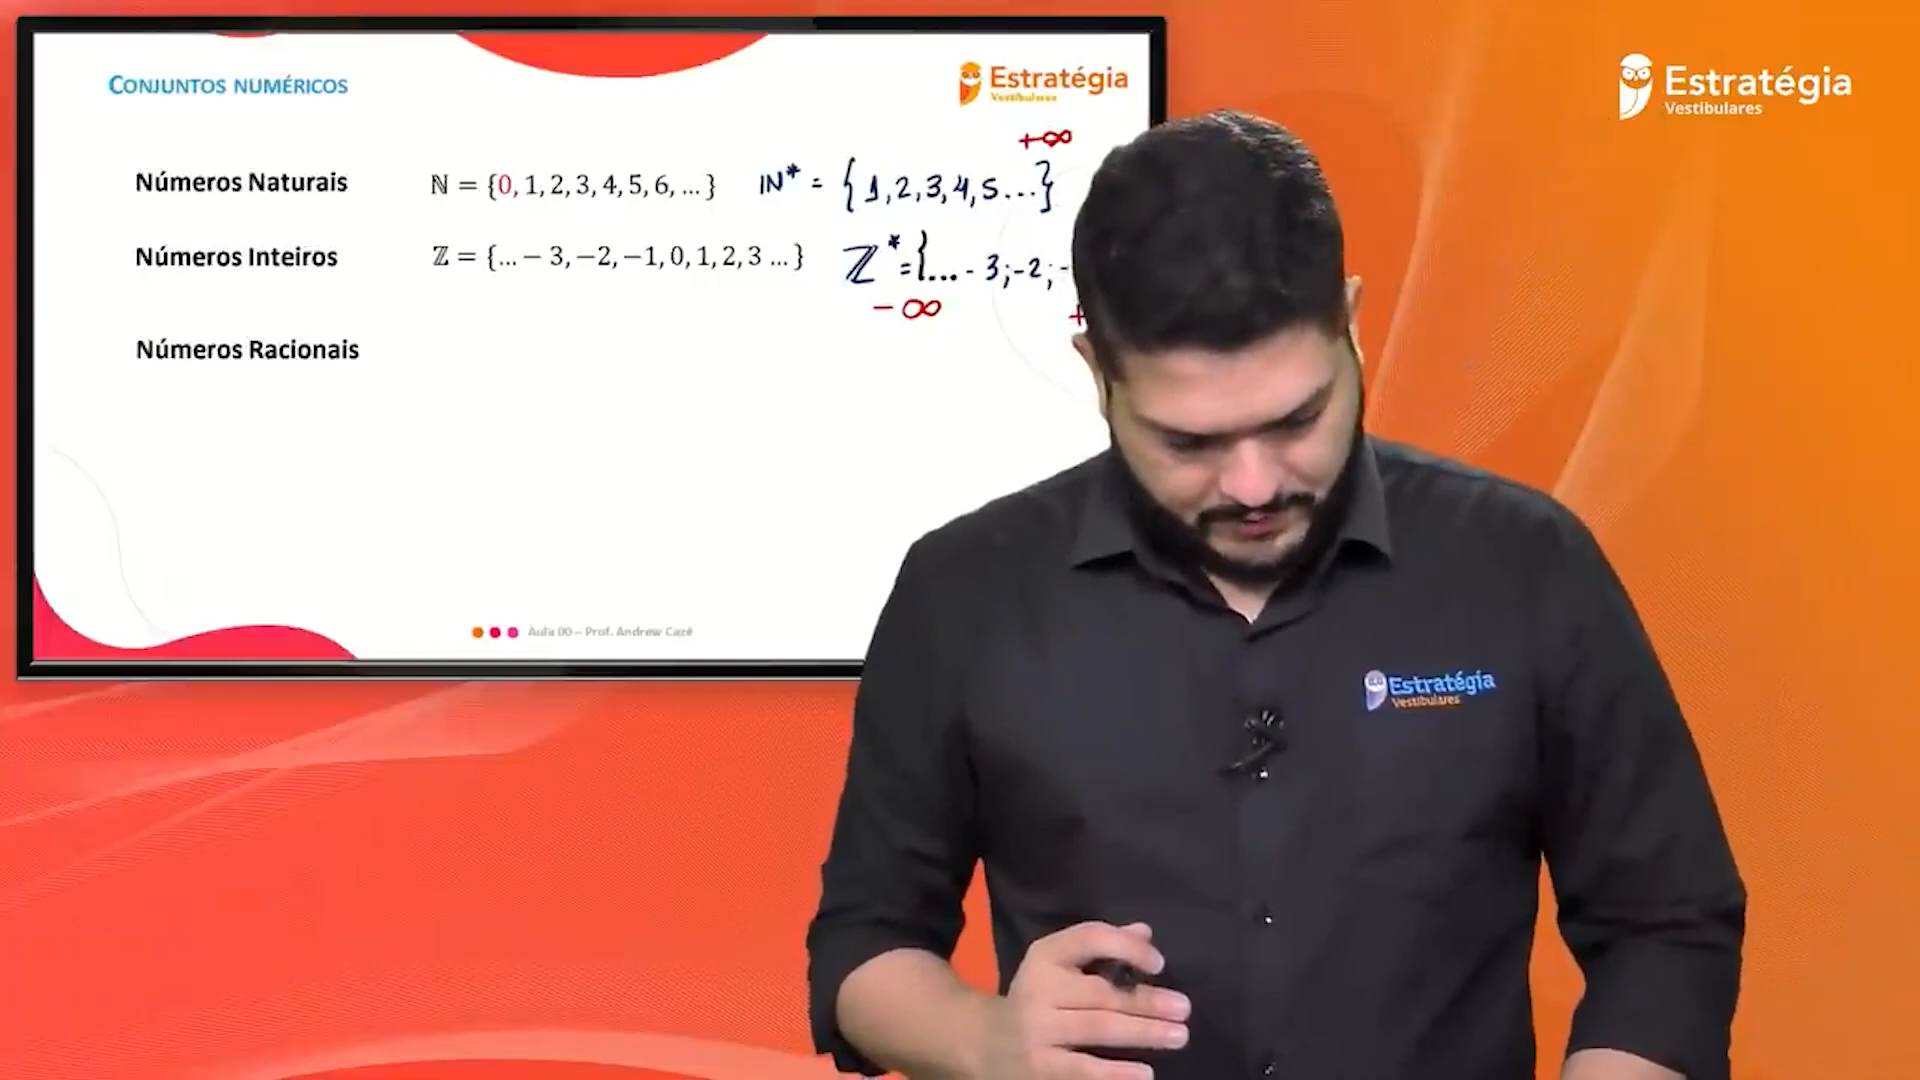 CONJUNTOS NUMÉRICOS
Estratégia
Vestibulares
Estratégia
Vestibulares
+∞
Números Naturais ℕ = {0, 1, 2, 3, 4, 5, 6, ... } IN* = {1,2,3,4,5...}
Números Inteiros ℤ = {... − 3, −2, −1, 0, 1, 2, 3 ... } ℤ* = {... - 3; -2; -
- ∞ +
Números Racionais
Aula 00 – Prof. Andrew Cazé
Estratégia
Vestibulares